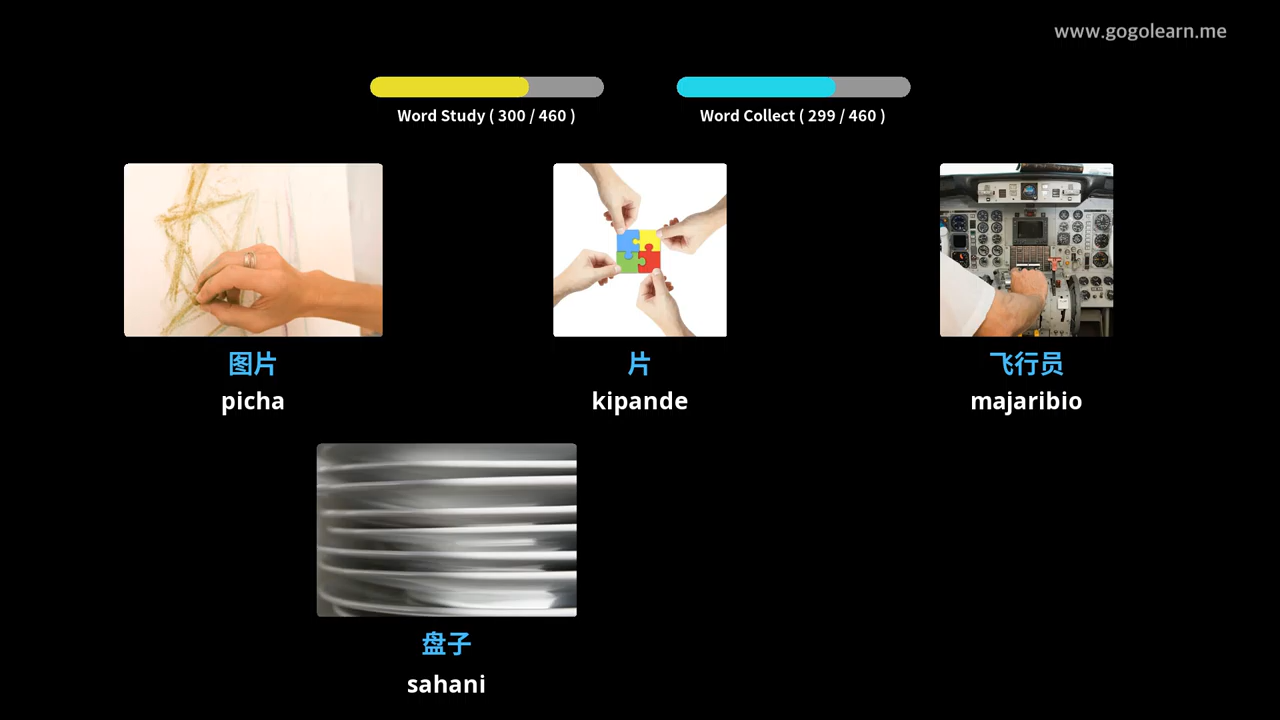 www.gogolearn.me
Word Study ( 300 / 460 )
Word Collect ( 299 / 460 )
图片
picha
片
kipande
飞行员
majaribio
盘子
sahani